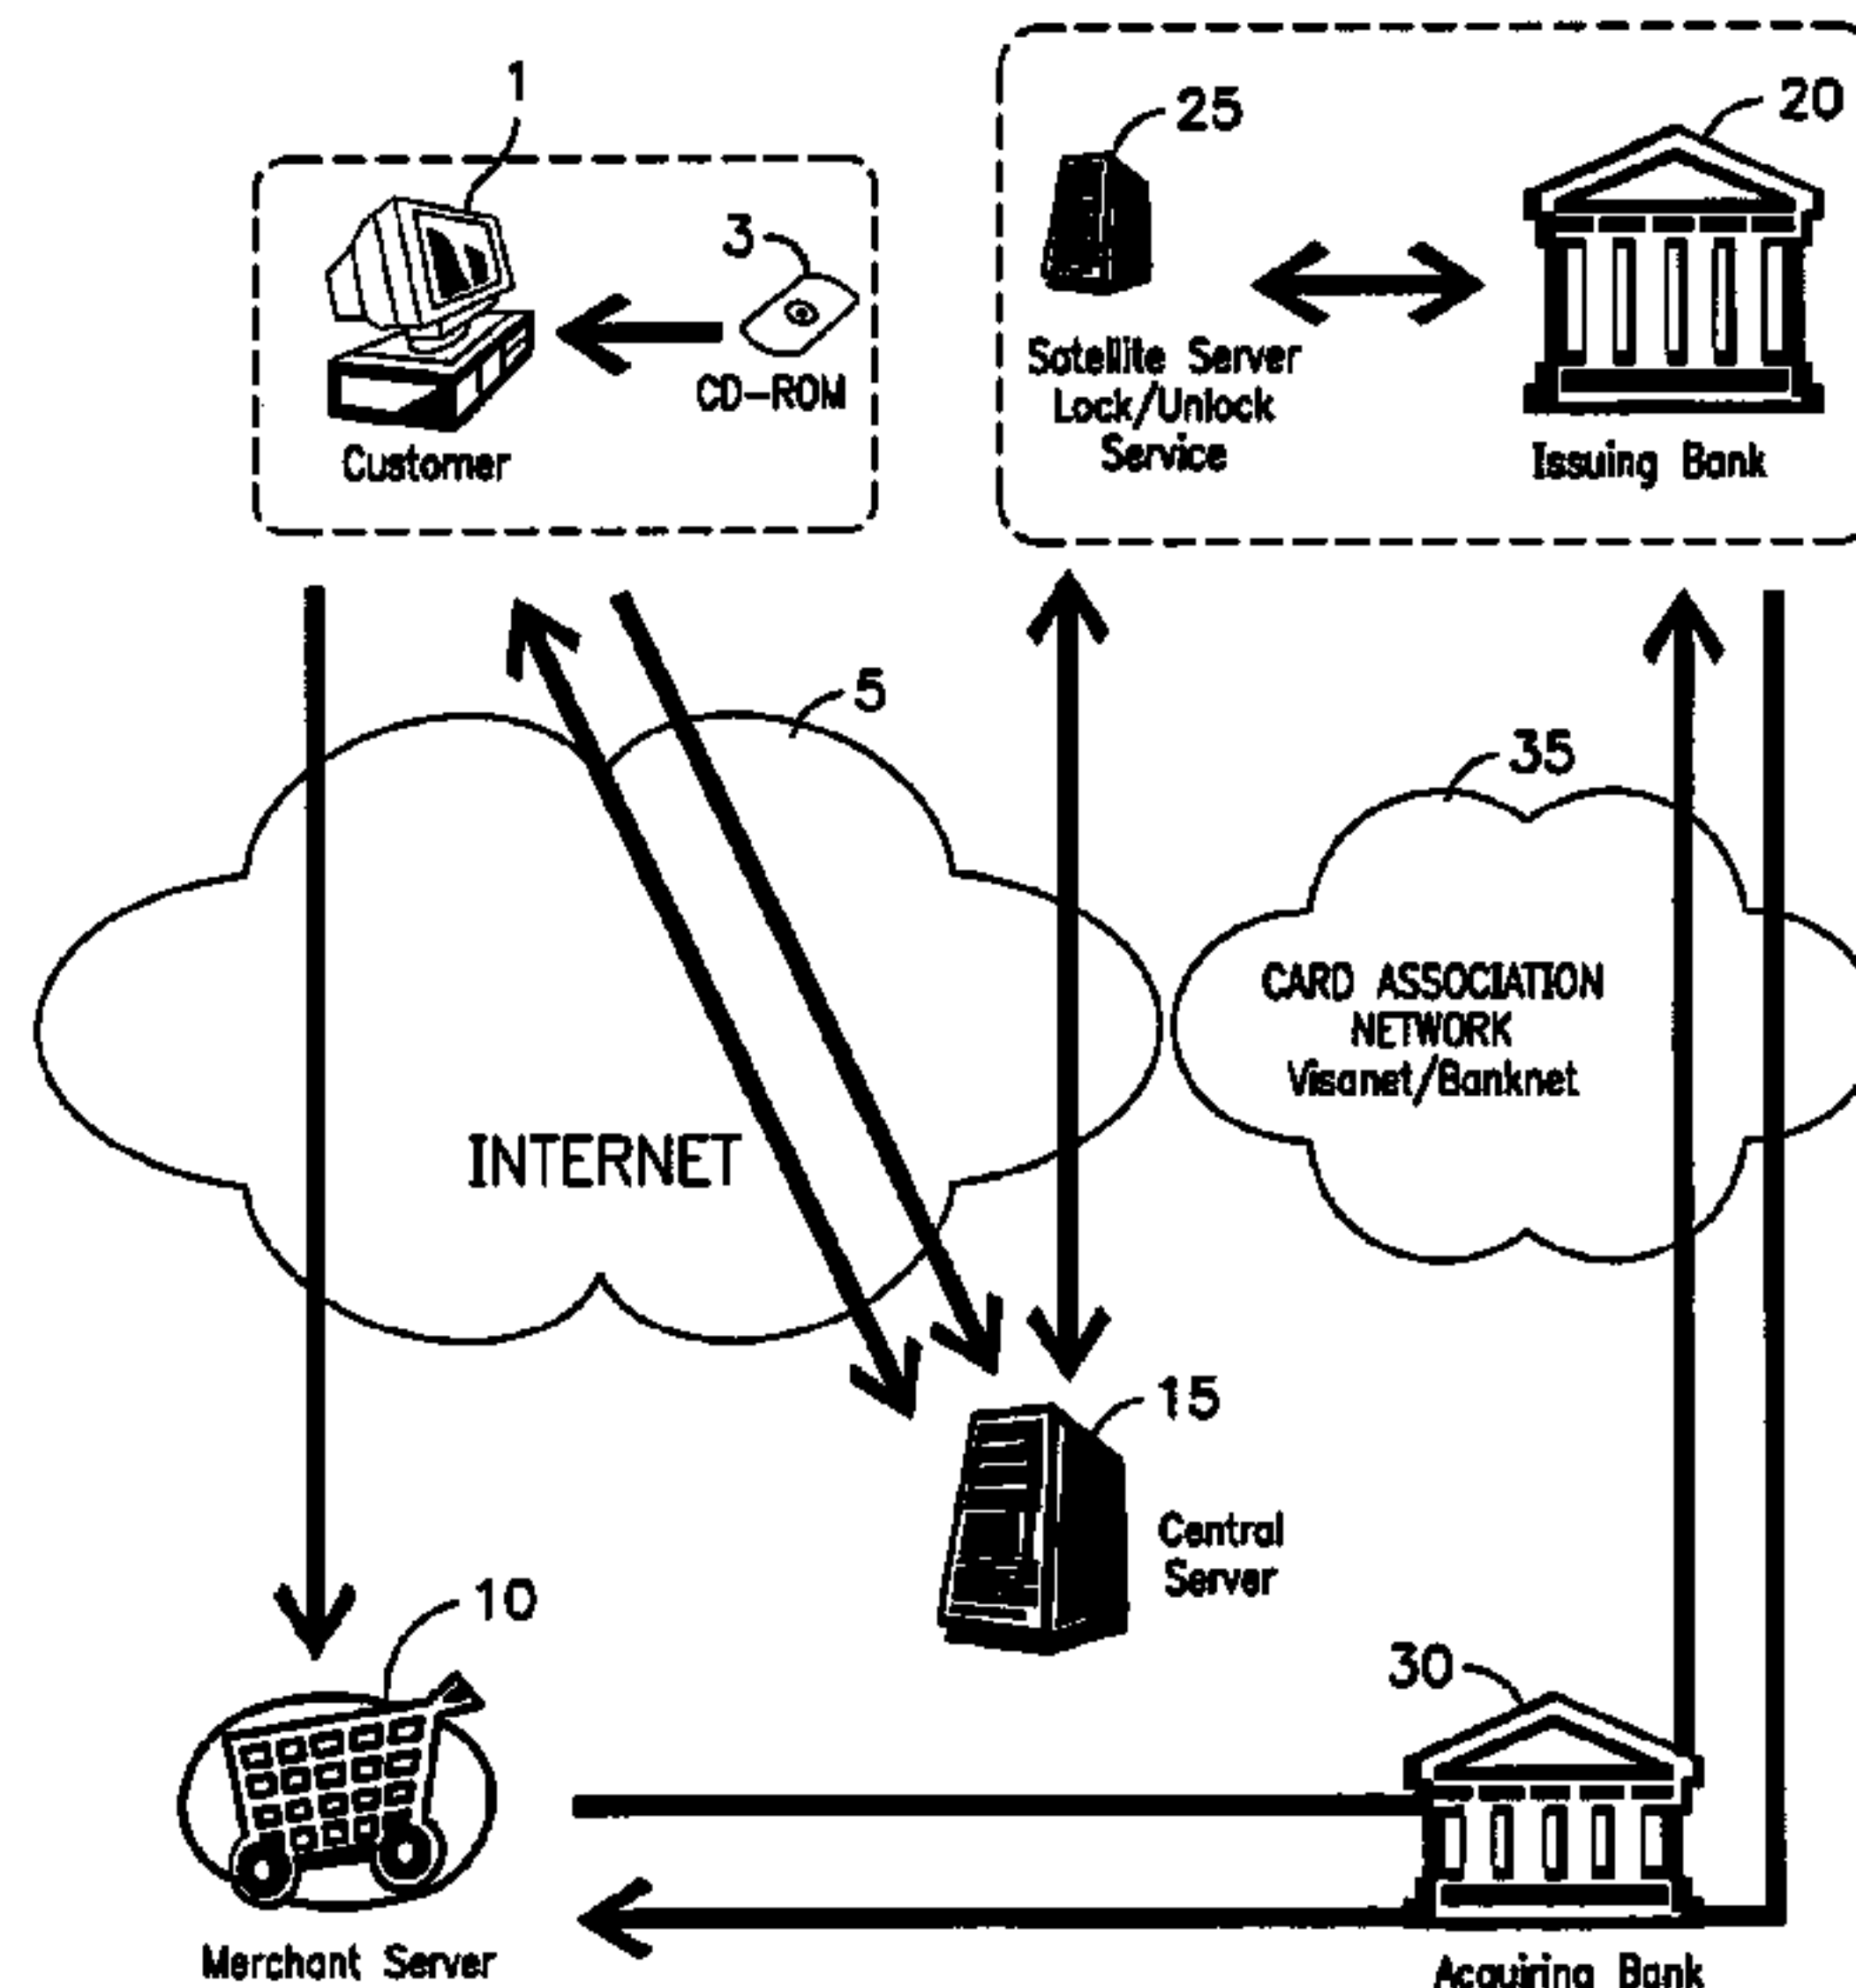 1
25
20
3
CD-ROM
Customer
Satellite Server
Lock/Unlock
Service
Issuing Bank
5
35
CARD ASSOCIATION
NETWORK
Visanet/Banknet
INTERNET
15
Central
Server
10
30
Merchant Server
Acquiring Bank